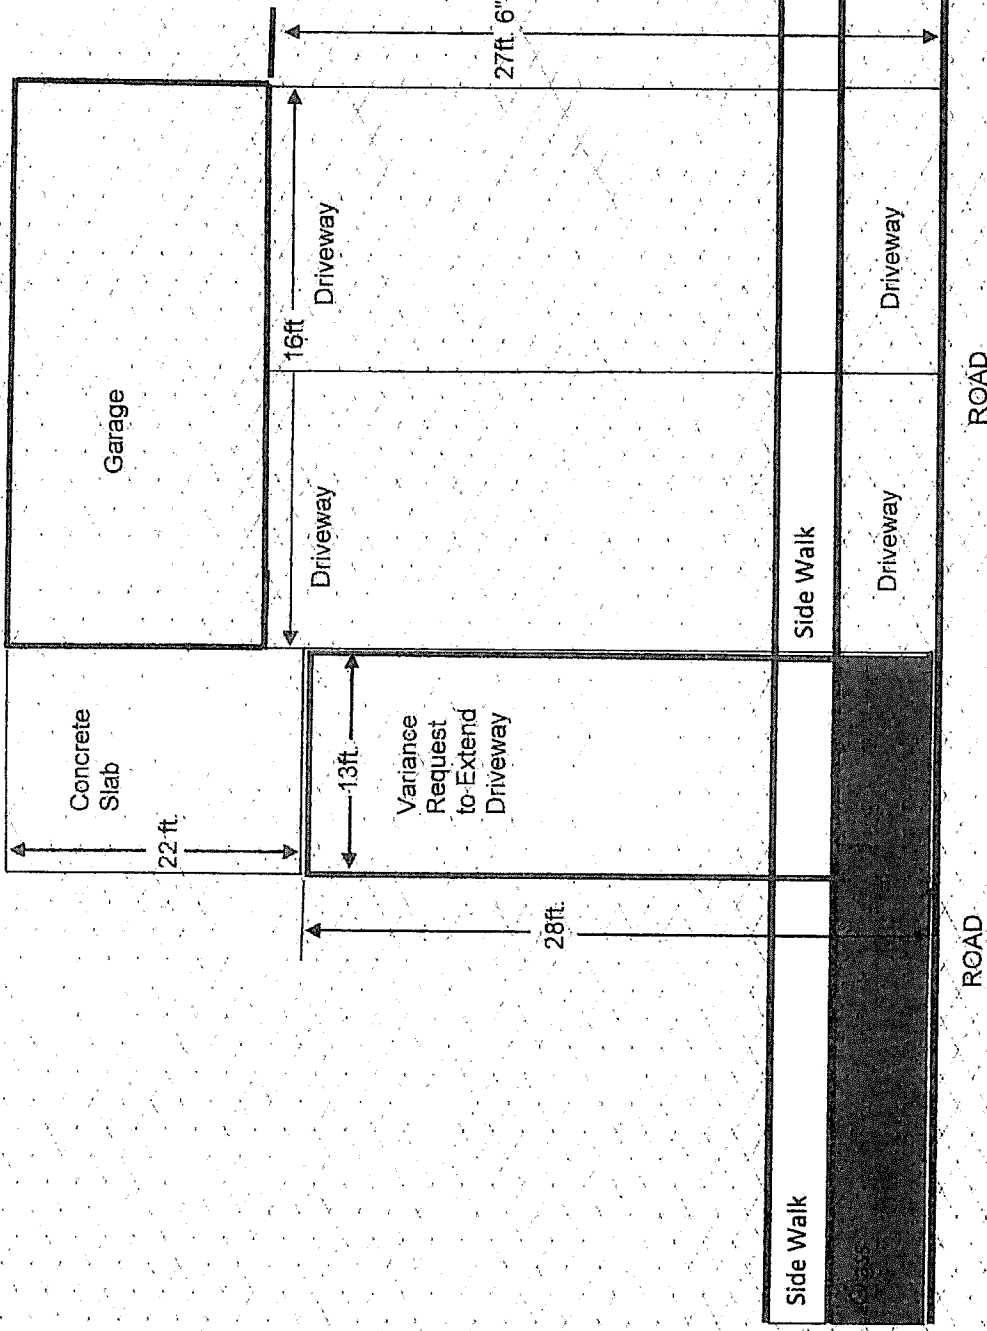 Concrete
Slab
Garage
22 ft.
16ft
Driveway
Driveway
13ft.
Variance
Request
to Extend
Driveway
27ft. 6"
28ft.
Side Walk
Side Walk
Driveway
Driveway
ROAD
ROAD